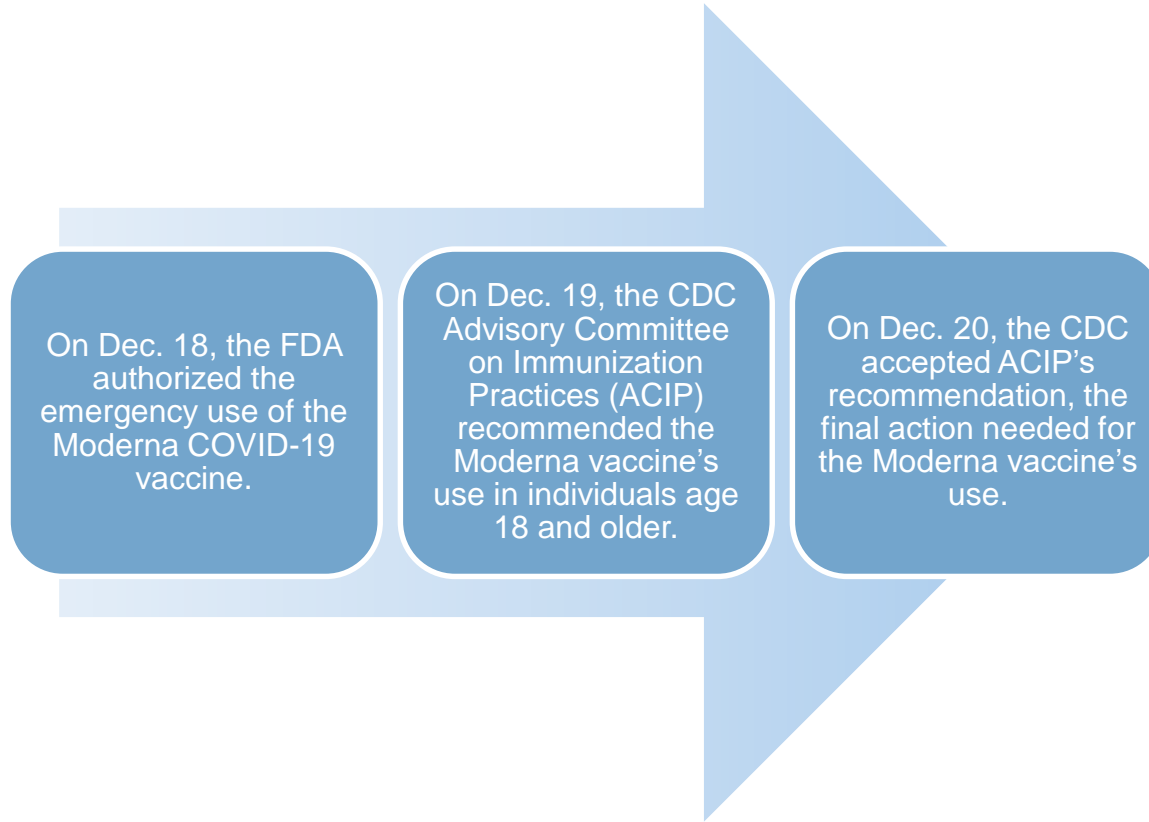 On Dec. 18, the FDA
authorized the
emergency use of the
Moderna COVID-19
vaccine.
On Dec. 19, the CDC
Advisory Committee
on Immunization
Practices (ACIP)
recommended the
Moderna vaccine’s
use in individuals age
18 and older.
On Dec. 20, the CDC
accepted ACIP’s
recommendation, the
final action needed for
the Moderna vaccine’s
use.